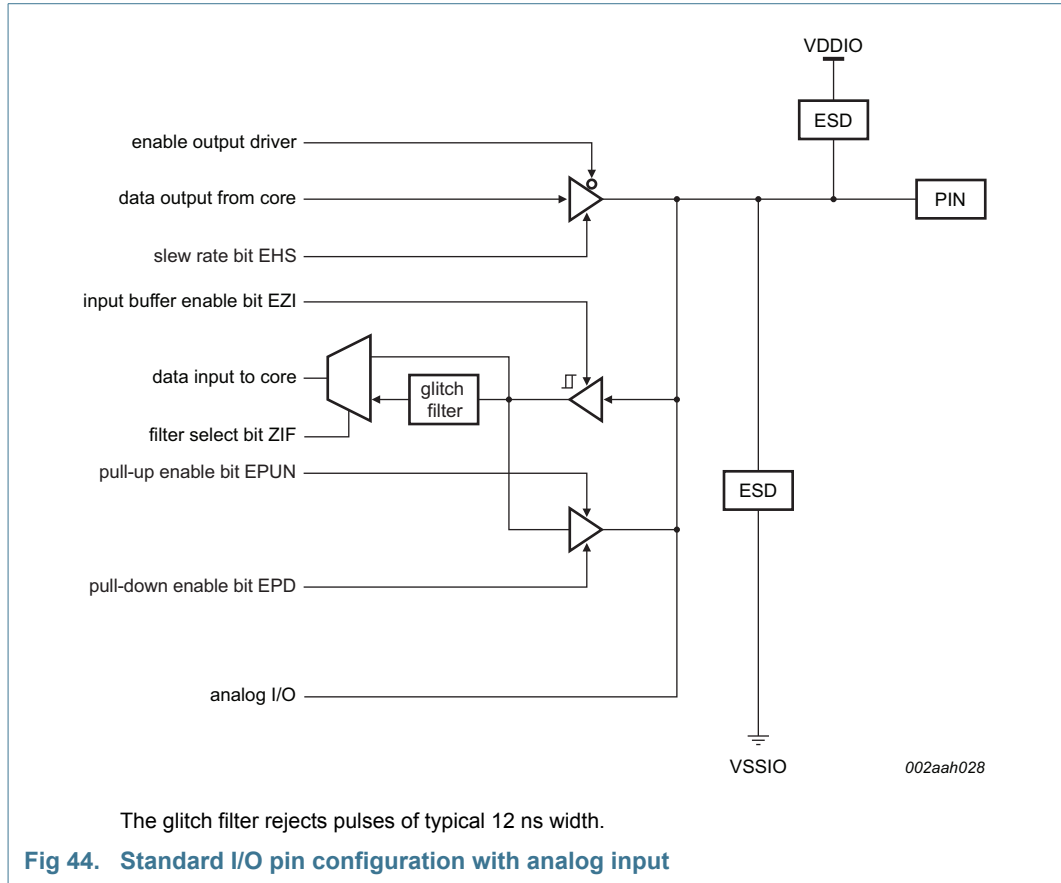 VDDIO
ESD
enable output driver
data output from core
PIN
slew rate bit EHS
input buffer enable bit EZI
data input to core
glitch
filter
filter select bit ZIF
pull-up enable bit EPUN
ESD
pull-down enable bit EPD
analog I/O
VSSIO
002aah028
The glitch filter rejects pulses of typical 12 ns width.
Fig 44. Standard I/O pin configuration with analog input